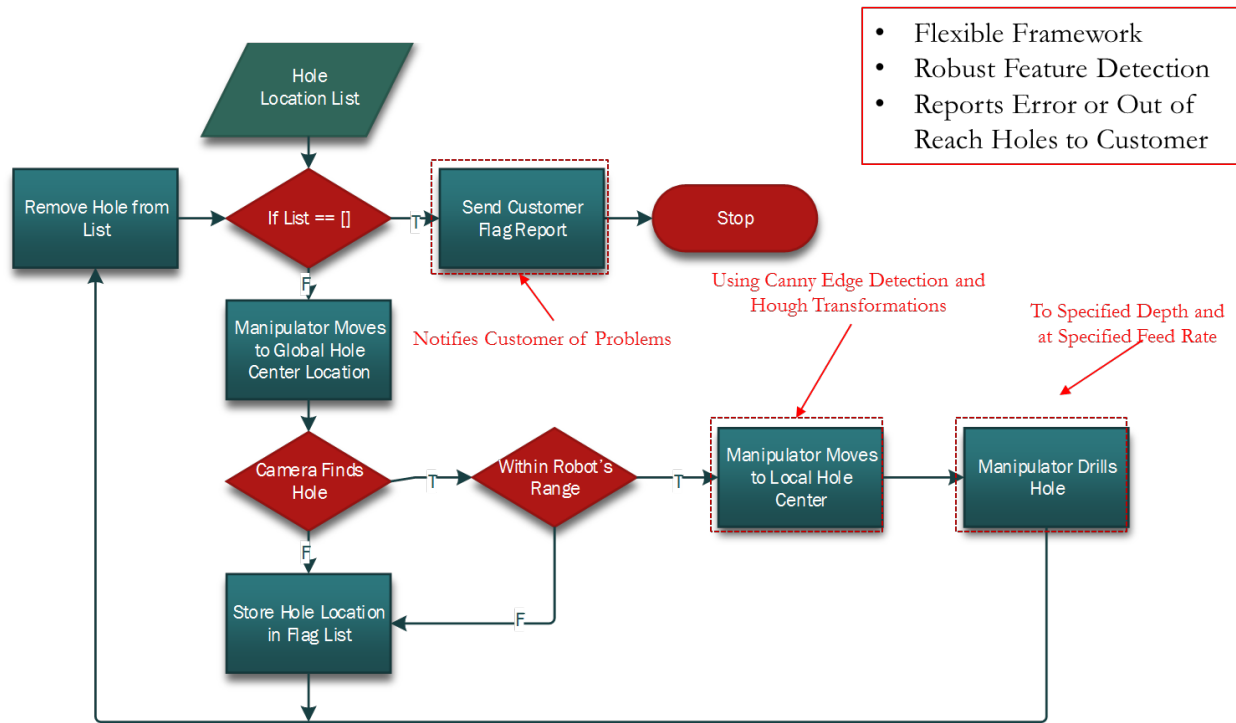 • Flexible Framework
• Robust Feature Detection
• Reports Error or Out of
Reach Holes to Customer
Hole
Location List
Remove Hole from
List
If List == []
T
Send Customer
Flag Report
Stop
F
Using Canny Edge Detection and
Hough Transformations
To Specified Depth and
at Specified Feed Rate
Manipulator Moves
to Global Hole
Center Location
Notifies Customer of Problems
Camera Finds
Hole
T
Within Robot's
Range
T
Manipulator Moves
to Local Hole
Center
Manipulator Drills
Hole
F
F
Store Hole Location
in Flag List